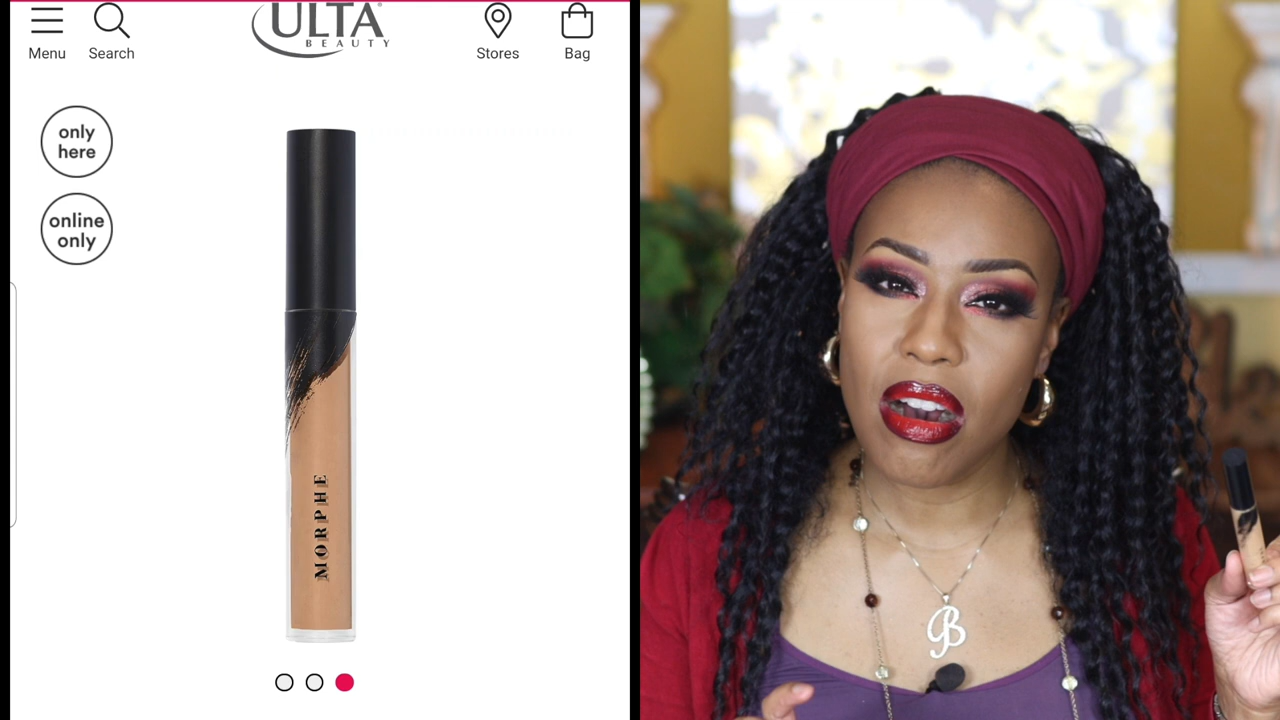 ULTA
BEAUTY
Menu
Search
Stores
Bag
only
here
online
only
MORPHE
B